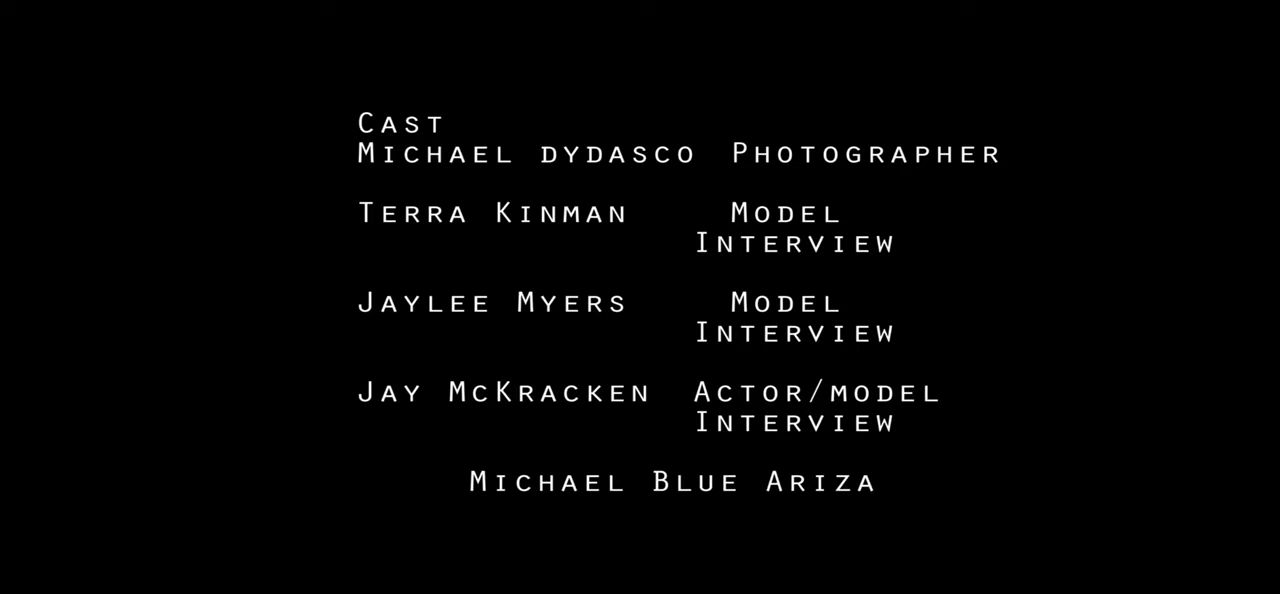 Cast
Michael dydasco Photographer
Terra Kinman Model
Interview
Jaylee Myers Model
Interview
Jay McKracken Actor/model
Interview
Michael Blue Ariza